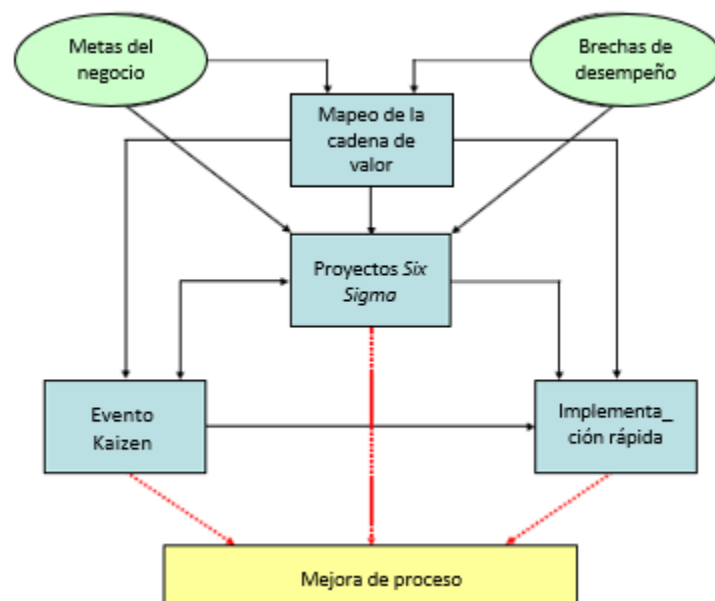 Metas del
negocio
Brechas de
desempeño
Mapeo de la
cadena de
valor
Proyectos Six
Sigma
Evento
Kaizen
Implementa_
ción rápida
Mejora de proceso